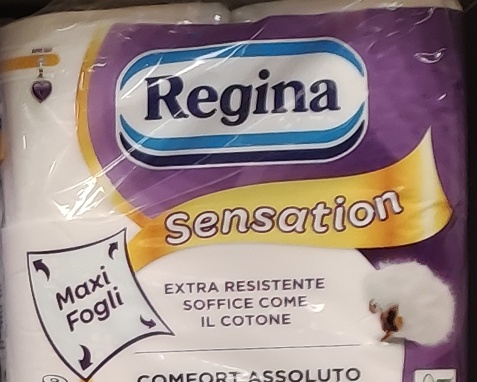 Regina
Sensation
Maxi
Fogli
EXTRA RESISTENTE
SOFFICE COME
IL COTONE
COMFORT ASSOLUTO